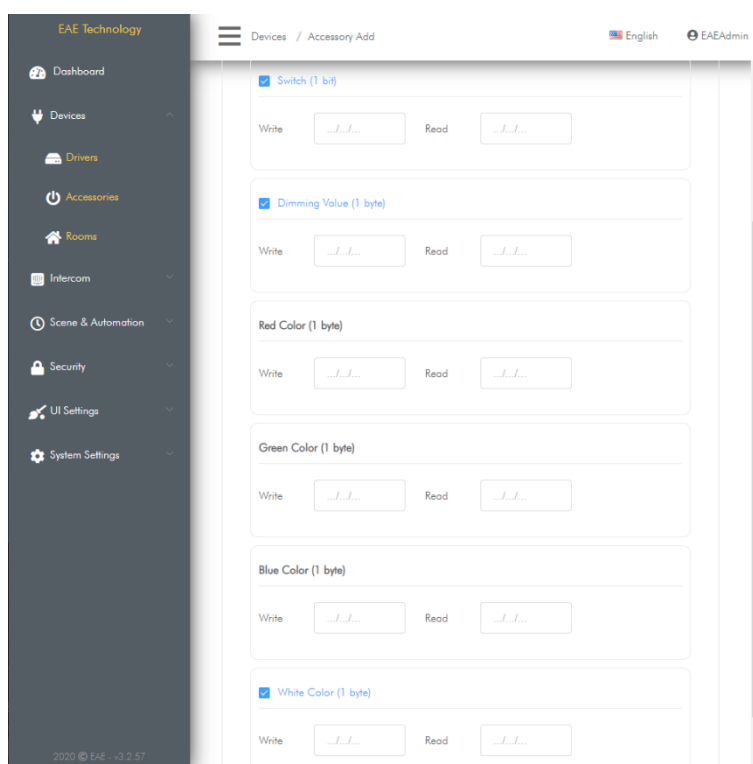 EAE Technology
Devices / Accessory Add
English
EAEAdmin
Dashboard
Devices
Drivers
Accessories
Rooms
Intercom
Scene & Automation
Security
UI Settings
System Settings
2020 © EAE - v3.2.57
Switch (1 bit)
Write .../.../... Read .../.../...
Dimming Value (1 byte)
Write .../.../... Read .../.../...
Red Color (1 byte)
Write .../.../... Read .../.../...
Green Color (1 byte)
Write .../.../... Read .../.../...
Blue Color (1 byte)
Write .../.../... Read .../.../...
White Color (1 byte)
Write .../.../... Read .../.../...